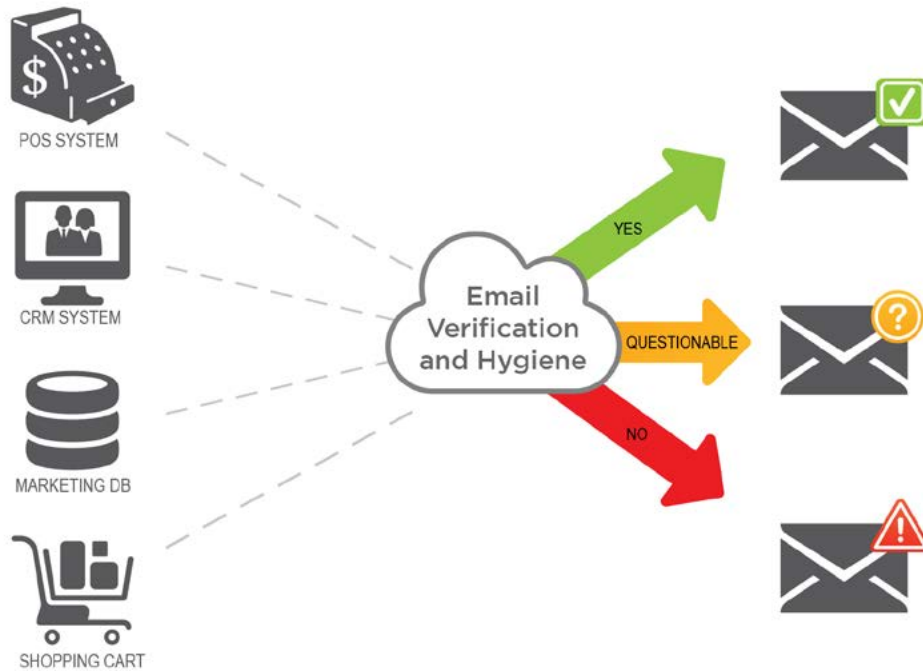 $
POS SYSTEM
CRM SYSTEM
MARKETING DB
SHOPPING CART
Email
Verification
and Hygiene
YES
QUESTIONABLE
NO
?
!